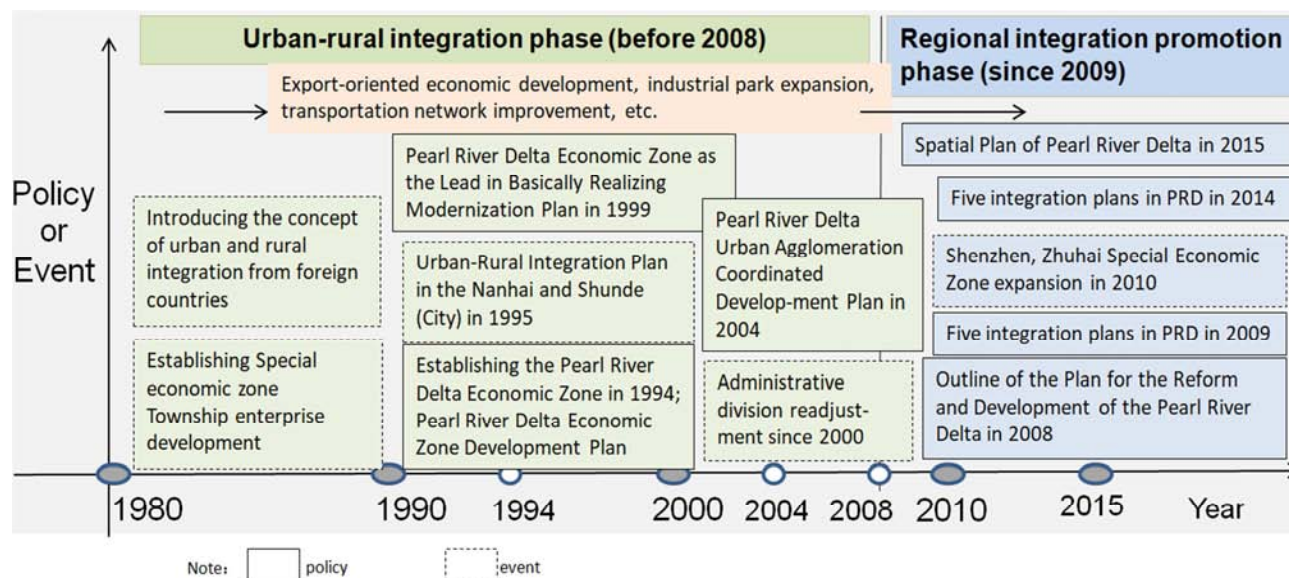 Urban-rural integration phase (before 2008)
Regional integration promotion
phase (since 2009)
Export-oriented economic development, industrial park expansion,
transportation network improvement, etc.
Policy
or
Event
Introducing the concept
of urban and rural
integration from foreign
countries
Establishing Special
economic zone
Township enterprise
development
Pearl River Delta Economic Zone as
the Lead in Basically Realizing
Modernization Plan in 1999
Urban-Rural Integration Plan
in the Nanhai and Shunde
(City) in 1995
Establishing the Pearl River
Delta Economic Zone in 1994;
Pearl River Delta Economic
Zone Development Plan
Pearl River Delta
Urban Agglomeration
Coordinated
Develop-ment Plan in
2004
Administrative
division readjust-
ment since 2000
Spatial Plan of Pearl River Delta in 2015
Five integration plans in PRD in 2014
Shenzhen, Zhuhai Special Economic
Zone expansion in 2010
Five integration plans in PRD in 2009
Outline of the Plan for the Reform
and Development of the Pearl River
Delta in 2008
1980 1990 1994 2000 2004 2008 2010 2015 Year
Note: policy event